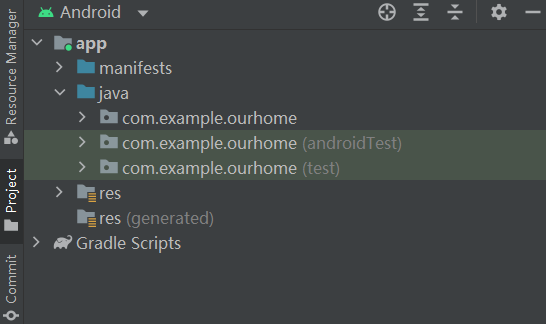 Android
Resource Manager
app
manifests
java
com.example.ourhome
com.example.ourhome (androidTest)
com.example.ourhome (test)
Project
res
res (generated)
Gradle Scripts
Commit